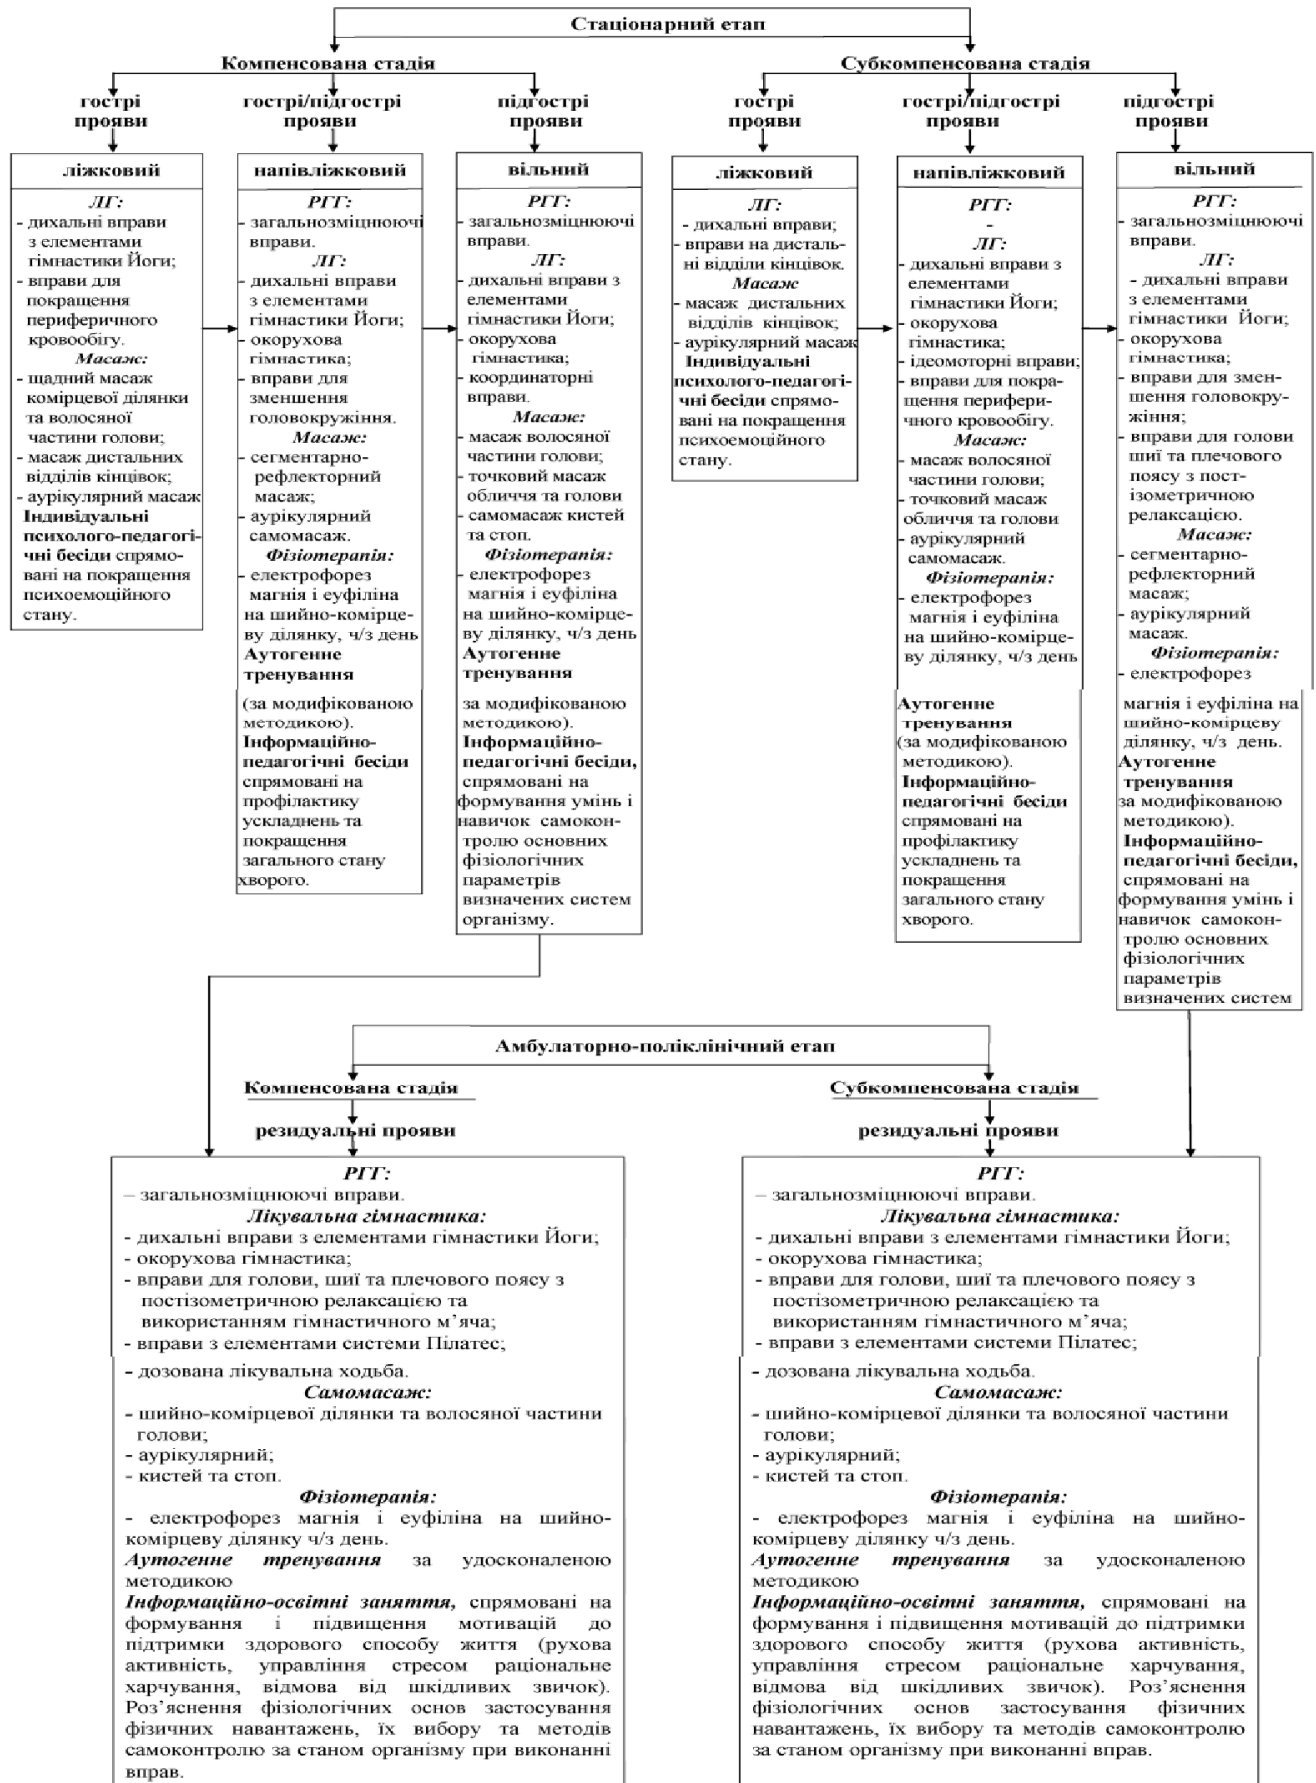 Стаціонарний етап
Компенсована стадія
гострі
прояви
гострі/підгострі
прояви
підгострі
прояви
ліжковий
ЛГ:
- дихальні вправи
з елементами
гімнастики Йоги;
- вправи для
покращення
периферичного
кровообігу.
Масаж:
- щадний масаж
комірцевої ділянки
та волосяної
частини голови;
- масаж дистальних
відділів кінцівок;
- аурікулярний масаж
Індивідуальні
психолого-педагогі-
чні бесіди спрямо-
вані на покращення
психоемоційного
стану.
напівліжковий
РГГ:
- загальнозміцнюючі
вправи.
ЛГ:
- дихальні вправи
з елементами
гімнастики Йоги;
- окорухова
гімнастика;
- вправи для
зменшення
головокружіння.
Масаж:
- сегментарно-
рефлекторний
масаж;
- аурікулярний
самомасаж.
Фізіотерапія:
- електрофорез
магнія і еуфіліна
на шийно-комірце-
ву ділянку, ч/з день
Аутогенне
тренування
(за модифікованою
методикою).
Інформаційно-
педагогічні бесіди
спрямовані на
профілактику
ускладнень та
покращення
загального стану
хворого.
вільний
РГГ:
- загальнозміцнюючі
вправи.
ЛГ:
- дихальні вправи з
елементами
гімнастики Йоги;
- окорухова
гімнастика;
- координаторні
вправи.
Масаж:
- масаж волосяної
частини голови;
- точковий масаж
обличчя та голови
- самомасаж кистей
та стоп.
Фізіотерапія:
- електрофорез
магнія і еуфіліна
на шийно-комірце-
ву ділянку, ч/з день
Аутогенне
тренування
за модифікованою
методикою).
Інформаційно-
педагогічні бесіди,
спрямовані на
формування умінь і
навичок самокон-
тролю основних
фізіологічних
параметрів
визначених систем
організму.
Субкомпенсована стадія
гострі
прояви
гострі/підгострі
прояви
підгострі
прояви
ліжковий
ЛГ:
- дихальні вправи;
- вправи на дисталь-
ні відділи кінцівок.
Масаж
- масаж дистальних
відділів кінцівок;
- аурікулярний масаж
Індивідуальні
психолого-педагогі-
чні бесіди спрямо-
вані на покращення
психоемоційного
стану.
напівліжковий
РГГ:
-
ЛГ:
- дихальні вправи з
елементами
гімнастики Йоги;
- окорухова
гімнастика;
- ідеомоторні вправи;
- вправи для покра-
щення перифери-
чного кровообігу.
Масаж:
- масаж волосяної
частини голови;
- точковий масаж
обличчя та голови
- аурікулярний
самомасаж.
Фізіотерапія:
- електрофорез
магнія і еуфіліна
на шийно-комірце-
ву ділянку, ч/з день
Аутогенне
тренування
(за модифікованою
методикою).
Інформаційно-
педагогічні бесіди
спрямовані на
профілактику
ускладнень та
покращення
загального стану
хворого.
вільний
РГГ:
- загальнозміцнюючі
вправи.
ЛГ:
- дихальні вправи
з елементами
гімнастики Йоги;
- окорухова
гімнастика;
- вправи для змен-
шення головокру-
жіння;
- вправи для голови
шиї та плечового
поясу з пост-
ізометричною
релаксацією.
Масаж:
- сегментарно-
рефлекторний
масаж;
- аурікулярний
масаж.
Фізіотерапія:
- електрофорез
магнія і еуфіліна на
шийно-комірцеву
ділянку, ч/з день.
Аутогенне
тренування
за модифікованою
методикою).
Інформаційно-
педагогічні бесіди,
спрямовані на
формування умінь і
навичок самокон-
тролю основних
фізіологічних
параметрів
визначених систем
Амбулаторно-поліклінічний етап
Компенсована стадія
резидуальні прояви
РГГ:
– загальнозміцнюючі вправи.
Лікувальна гімнастика:
- дихальні вправи з елементами гімнастики Йоги;
- окорухова гімнастика;
- вправи для голови, шиї та плечового поясу з
постізометричною релаксацією та
використанням гімнастичного м’яча;
- вправи з елементами системи Пілатес;
- дозована лікувальна ходьба.
Самомасаж:
- шийно-комірцевої ділянки та волосяної частини
голови;
- аурікулярний;
- кистей та стоп.
Фізіотерапія:
- електрофорез магнія і еуфіліна на шийно-
комірцеву ділянку ч/з день.
Аутогенне тренування за удосконаленою
методикою
Інформаційно-освітні заняття, спрямовані на
формування і підвищення мотивацій до
підтримки здорового способу життя (рухова
активність, управління стресом раціональне
харчування, відмова від шкідливих звичок).
Роз’яснення фізіологічних основ застосування
фізичних навантажень, їх вибору та методів
самоконтролю за станом організму при виконанні
вправ.
Субкомпенсована стадія
резидуальні прояви
РГГ:
– загальнозміцнюючі вправи.
Лікувальна гімнастика:
- дихальні вправи з елементами гімнастики Йоги;
- окорухова гімнастика;
- вправи для голови, шиї та плечового поясу з
постізометричною релаксацією та
використанням гімнастичного м’яча;
- вправи з елементами системи Пілатес;
- дозована лікувальна ходьба.
Самомасаж:
- шийно-комірцевої ділянки та волосяної частини
голови;
- аурікулярний;
- кистей та стоп.
Фізіотерапія:
- електрофорез магнія і еуфіліна на шийно-
комірцеву ділянку ч/з день.
Аутогенне тренування за удосконаленою
методикою
Інформаційно-освітні заняття, спрямовані на
формування і підвищення мотивацій до підтримки
здорового способу життя (рухова активність,
управління стресом раціональне харчування,
відмова від шкідливих звичок). Роз’яснення
фізіологічних основ застосування фізичних
навантажень, їх вибору та методів самоконтролю
за станом організму при виконанні вправ.